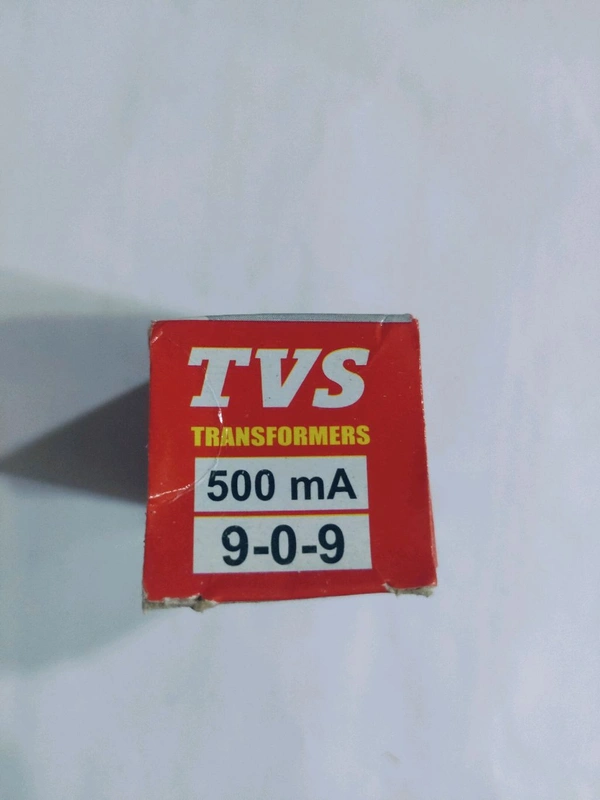 TVS
TRANSFORMERS
500 mA
9-0-9